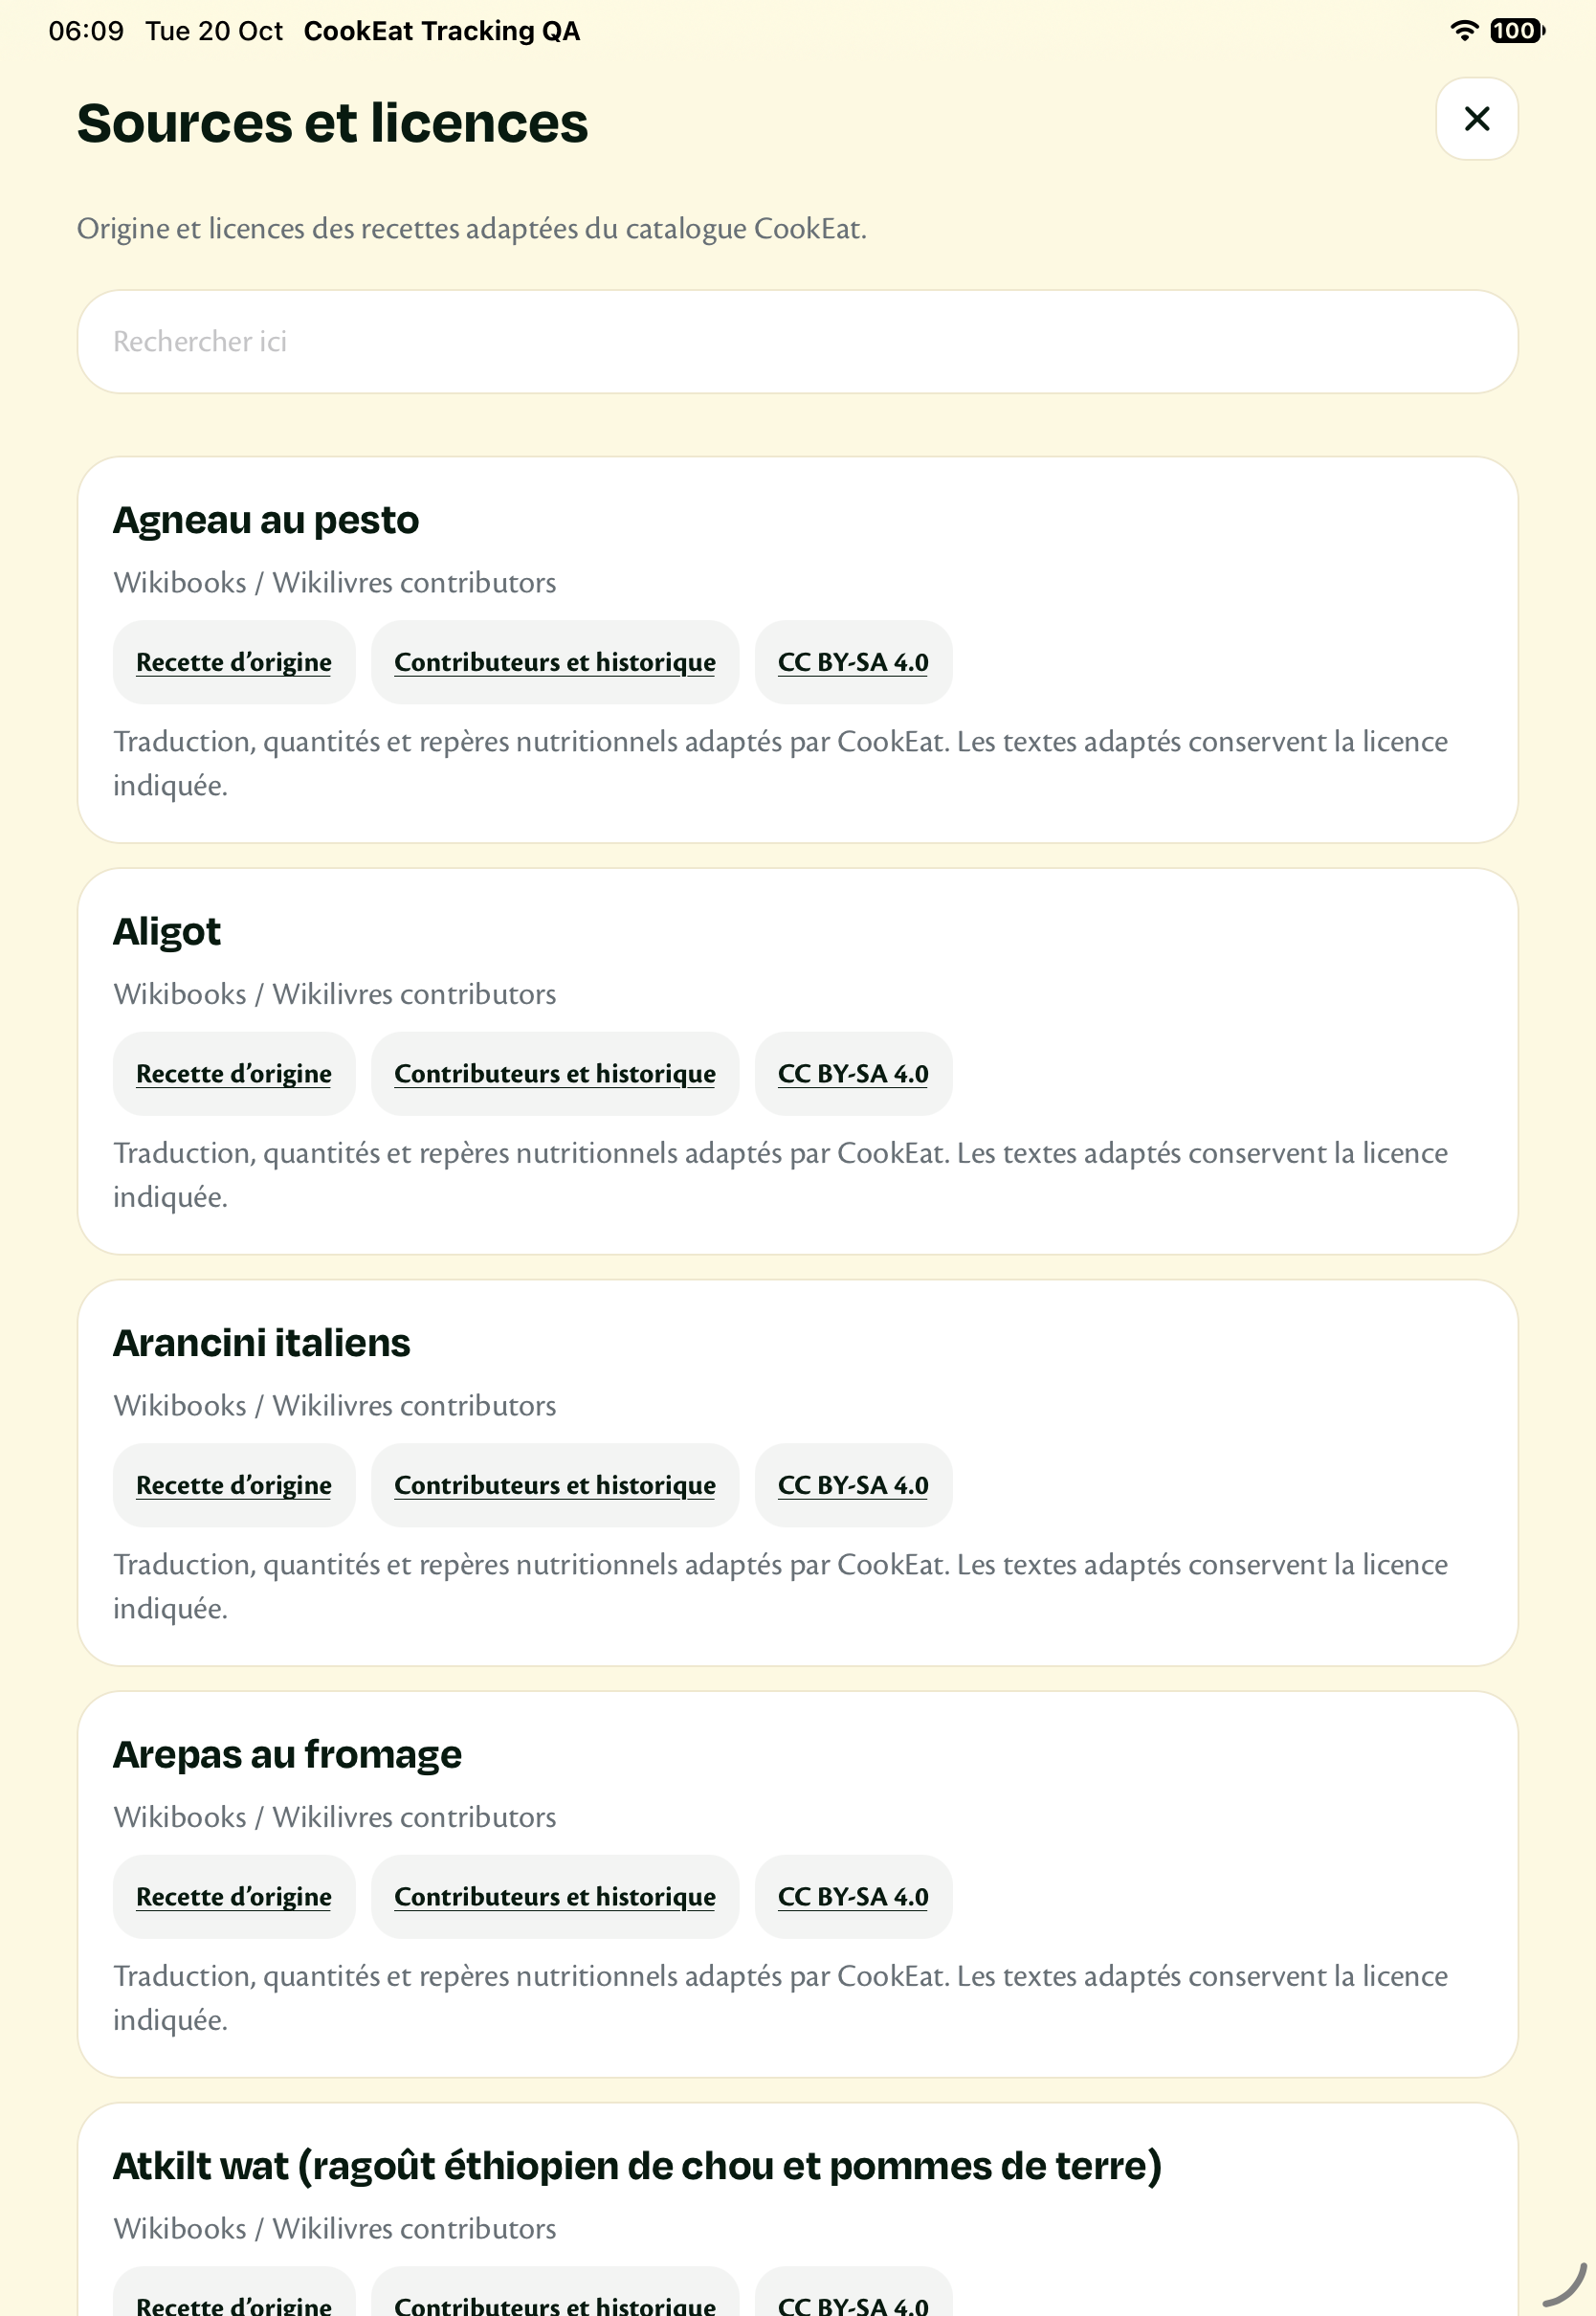 06:09 Tue 20 Oct CookEat Tracking QA 100
Sources et licences
Origine et licences des recettes adaptées du catalogue CookEat.
Rechercher ici
Agneau au pesto
Wikibooks / Wikilivres contributors
Recette d’origine Contributeurs et historique CC BY-SA 4.0
Traduction, quantités et repères nutritionnels adaptés par CookEat. Les textes adaptés conservent la licence
indiquée.
Aligot
Wikibooks / Wikilivres contributors
Recette d’origine Contributeurs et historique CC BY-SA 4.0
Traduction, quantités et repères nutritionnels adaptés par CookEat. Les textes adaptés conservent la licence
indiquée.
Arancini italiens
Wikibooks / Wikilivres contributors
Recette d’origine Contributeurs et historique CC BY-SA 4.0
Traduction, quantités et repères nutritionnels adaptés par CookEat. Les textes adaptés conservent la licence
indiquée.
Arepas au fromage
Wikibooks / Wikilivres contributors
Recette d’origine Contributeurs et historique CC BY-SA 4.0
Traduction, quantités et repères nutritionnels adaptés par CookEat. Les textes adaptés conservent la licence
indiquée.
Atkilt wat (ragoût éthiopien de chou et pommes de terre)
Wikibooks / Wikilivres contributors
Recette d’origine Contributeurs et historique CC BY-SA 4.0